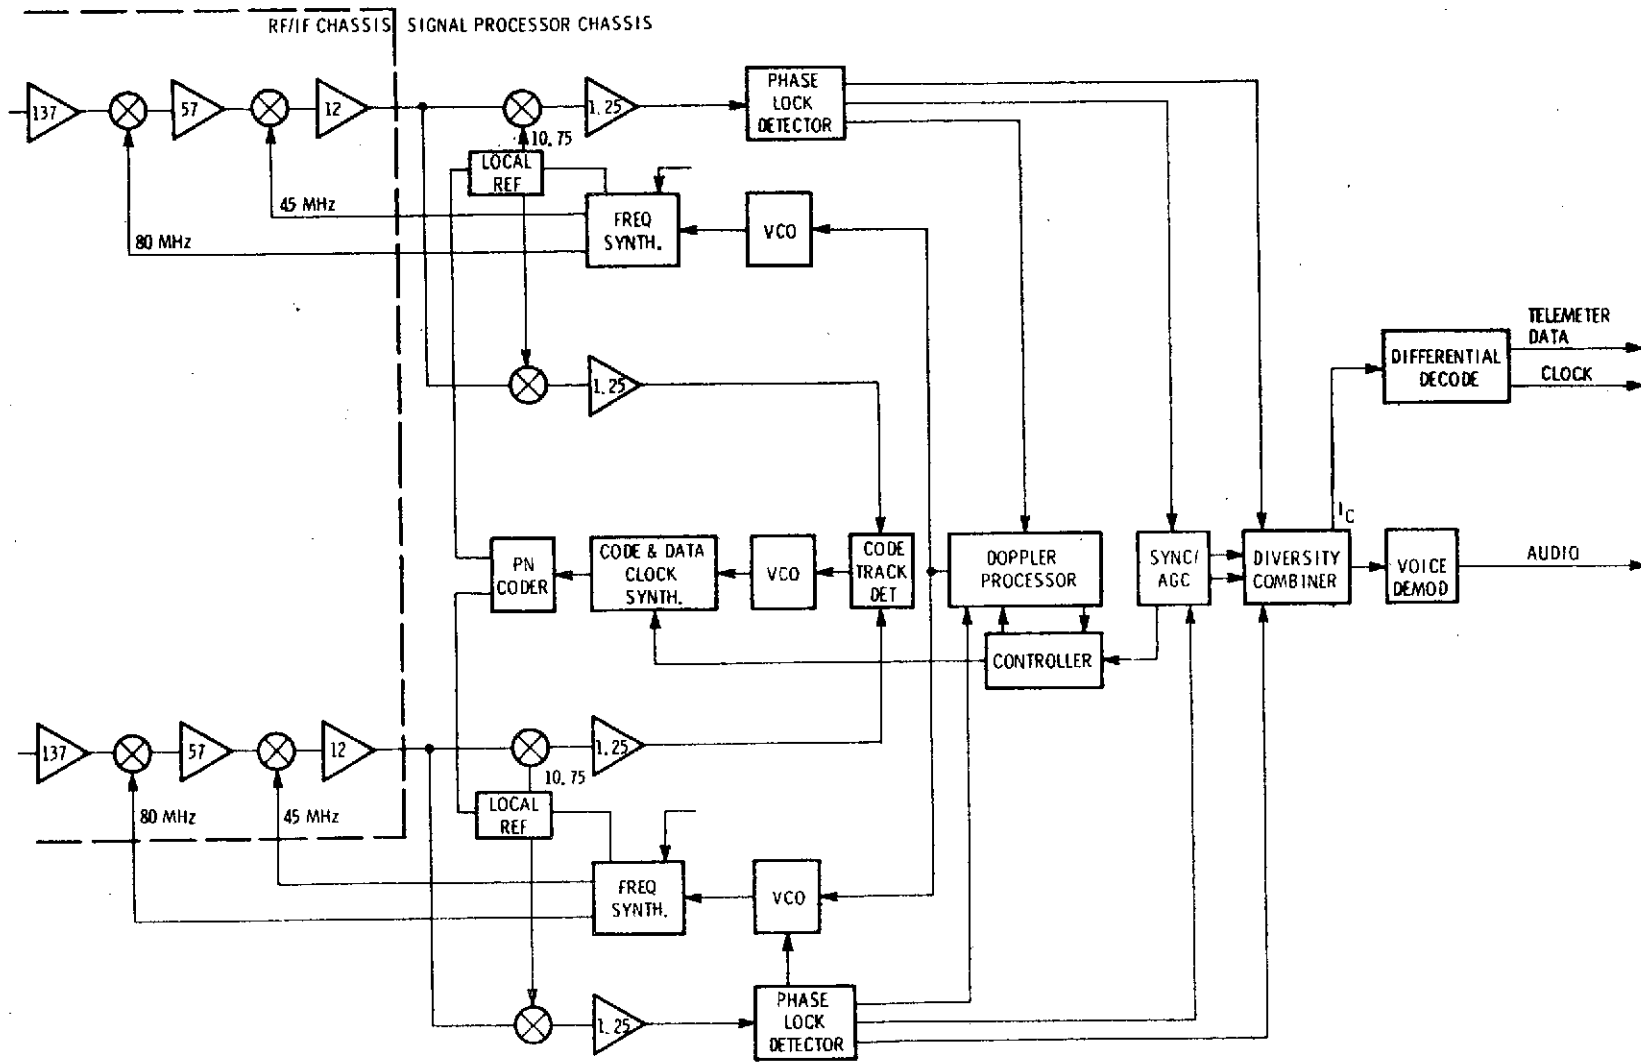 RF/IF CHASSIS
SIGNAL PROCESSOR CHASSIS
137
57
12
1.25
PHASE
LOCK
DETECTOR
10.75
LOCAL
REF
45 MHz
80 MHz
FREQ
SYNTH.
VCO
1.25
TELEMETER
DATA
DIFFERENTIAL
DECODE
CLOCK
I_C
PN
CODER
CODE & DATA
CLOCK
SYNTH.
VCO
CODE
TRACK
DET
DOPPLER
PROCESSOR
SYNC/
AGC
DIVERSITY
COMBINER
VOICE
DEMOD
AUDIO
CONTROLLER
137
57
12
1.25
10.75
LOCAL
REF
80 MHz
45 MHz
FREQ
SYNTH.
VCO
1.25
PHASE
LOCK
DETECTOR